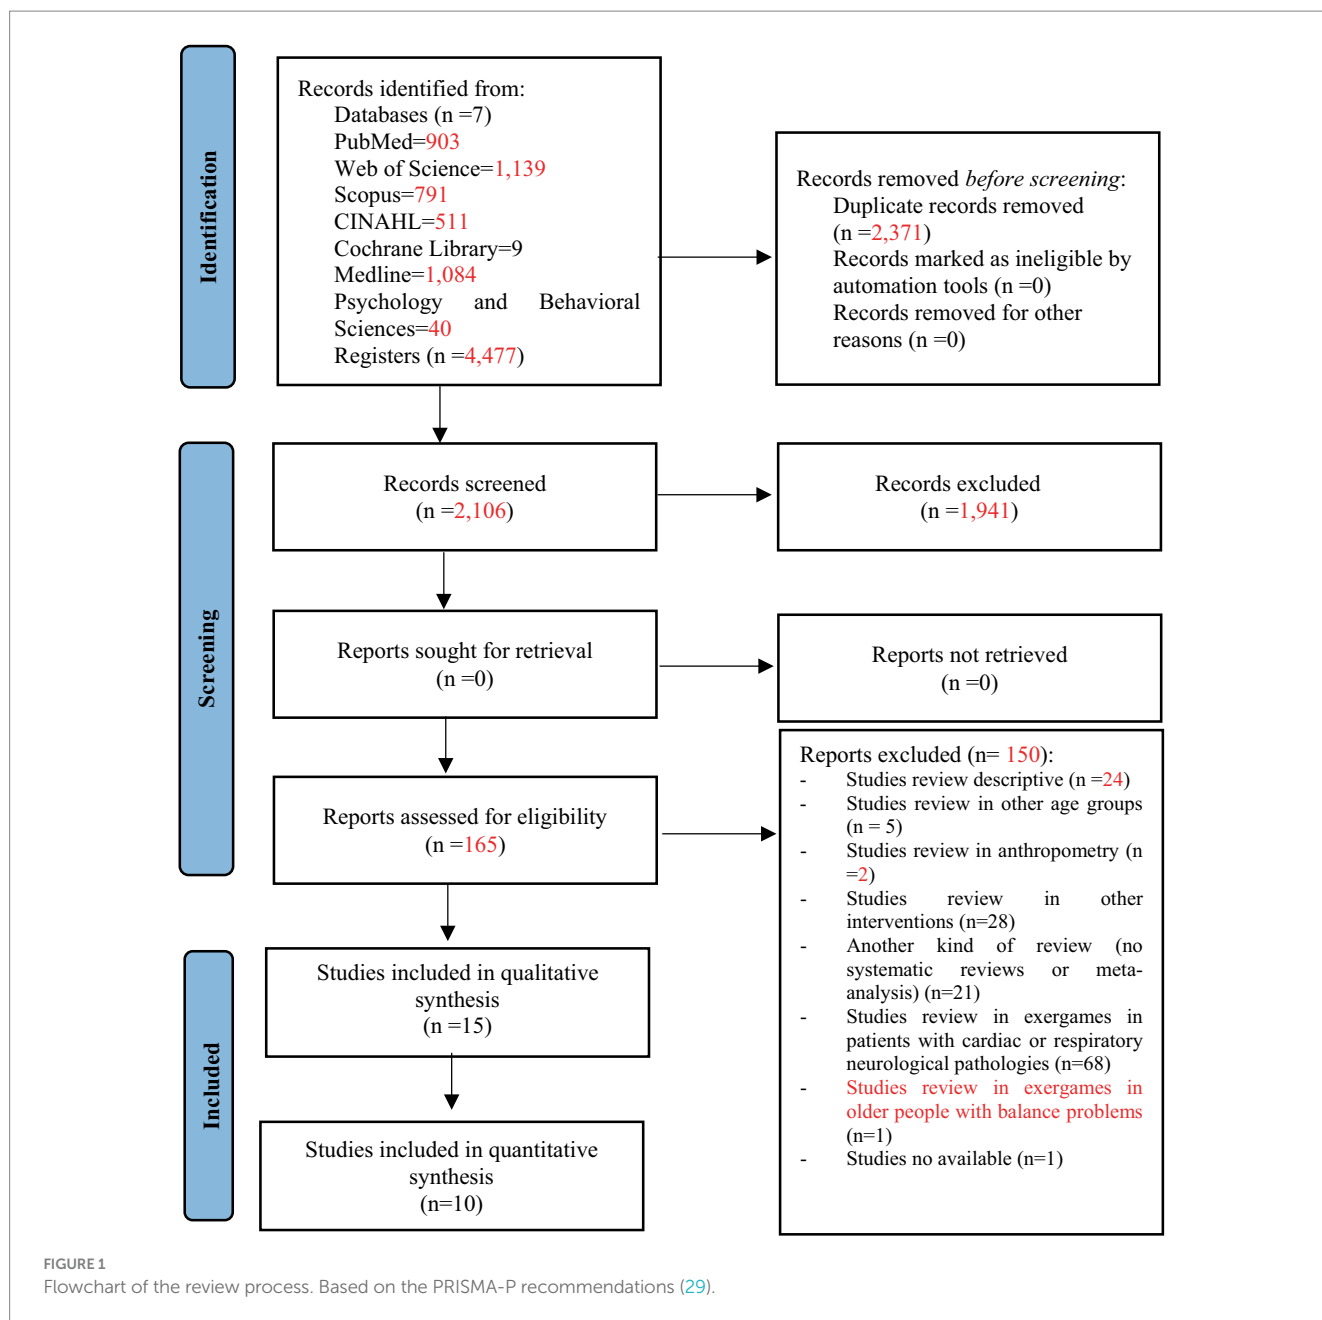 Identification
Records identified from:
Databases (n =7)
PubMed=903
Web of Science=1,139
Scopus=791
CINAHL=511
Cochrane Library=9
Medline=1,084
Psychology and Behavioral
Sciences=40
Registers (n =4,477)
Records removed before screening:
Duplicate records removed
(n =2,371)
Records marked as ineligible by
automation tools (n =0)
Records removed for other
reasons (n =0)
Screening
Records screened
(n =2,106)
Records excluded
(n =1,941)
Reports sought for retrieval
(n =0)
Reports not retrieved
(n =0)
Reports assessed for eligibility
(n =165)
Reports excluded (n= 150):
- Studies review descriptive (n =24)
- Studies review in other age groups
(n = 5)
- Studies review in anthropometry (n
=2)
- Studies review in other
interventions (n=28)
- Another kind of review (no
systematic reviews or meta-
analysis) (n=21)
- Studies review in exergames in
patients with cardiac or respiratory
neurological pathologies (n=68)
- Studies review in exergames in
older people with balance problems
(n=1)
- Studies no available (n=1)
Included
Studies included in qualitative
synthesis
(n =15)
Studies included in quantitative
synthesis
(n=10)
FIGURE 1
Flowchart of the review process. Based on the PRISMA-P recommendations (29).